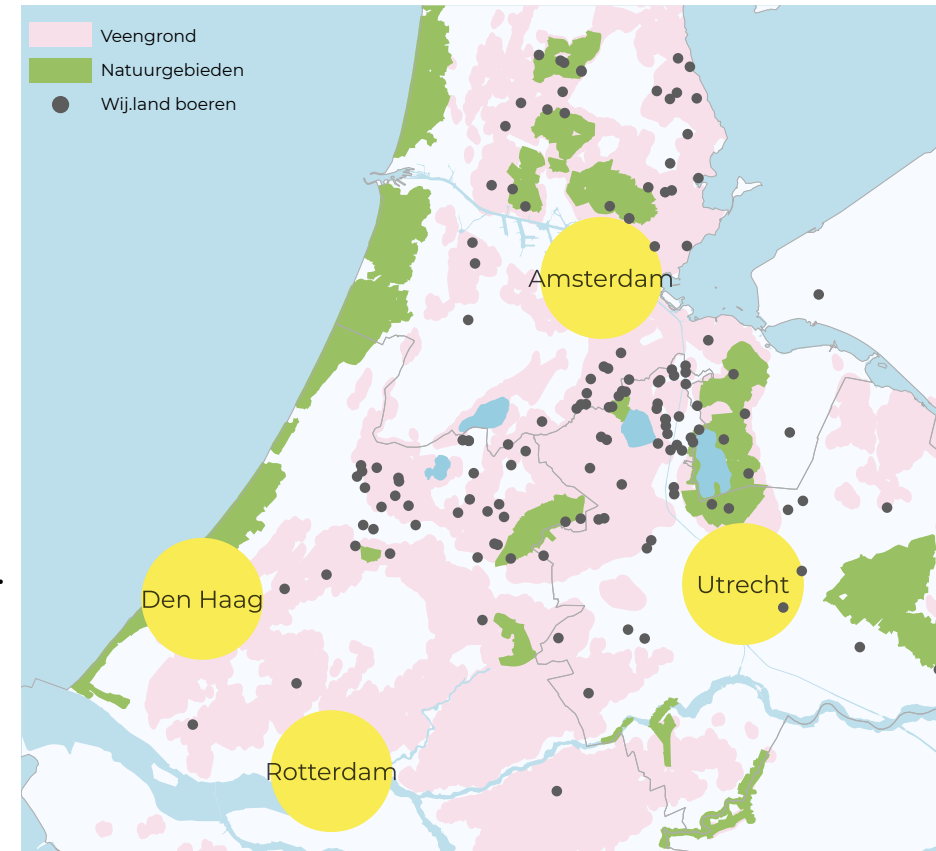 Veengrond
Natuurgebieden
Wij.land boeren
Amsterdam
Utrecht
Den Haag
Rotterdam